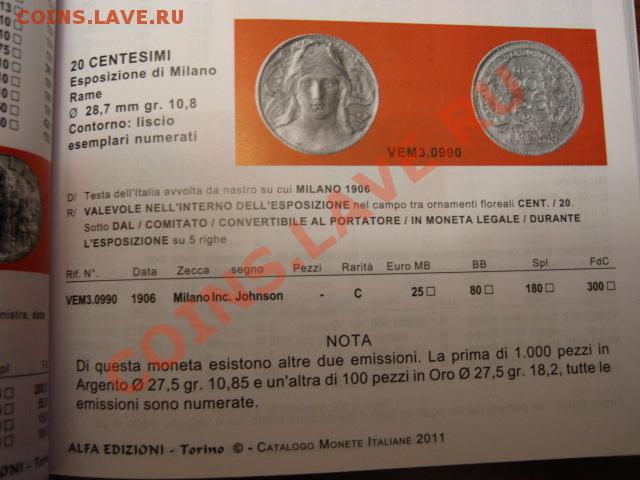 COINS.LAVE.RU
COINS.LAVE.RU
20 CENTESIMI
Esposizione di Milano
Rame
Ø 28,7 mm gr. 10,8
Contorno: liscio
esemplari numerati
VEM3.0990
D/ Testa dell'Italia avvolta da nastro su cui MILANO 1906
R/ VALEVOLE NELL'INTERNO DELL'ESPOSIZIONE nel campo tra ornamenti floreali CENT. / 20.
Sotto DAL / COMITATO / CONVERTIBILE AL PORTATORE / IN MONETA LEGALE / DURANTE
L'ESPOSIZIONE su 5 righe
Rif. N°. Data Zecca segno Pezzi Rarità Euro MB BB Spl FdC
VEM3.0990 1906 Milano Inc. Johnson - C 25 □ 80 □ 180 □ 300 □
NOTA
Di questa moneta esistono altre due emissioni. La prima di 1.000 pezzi in
Argento Ø 27,5 gr. 10,85 e un'altra di 100 pezzi in Oro Ø 27,5 gr. 18,2, tutte le
emissioni sono numerate.
ALFA EDIZIONI - Torino © - CATALOGO MONETE ITALIANE 2011
COINS.LAVE.RU